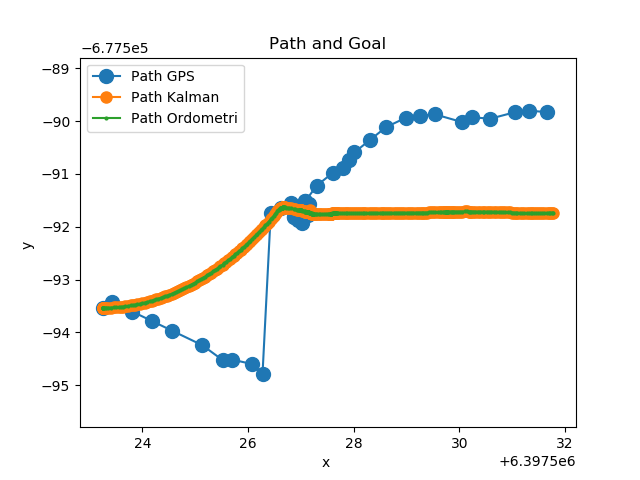 Path and Goal
−6.775e5
−89
−90
−91
−92
−93
−94
−95
y
Path GPS
Path Kalman
Path Ordometri
24
26
28
30
32
x
+6.3975e6